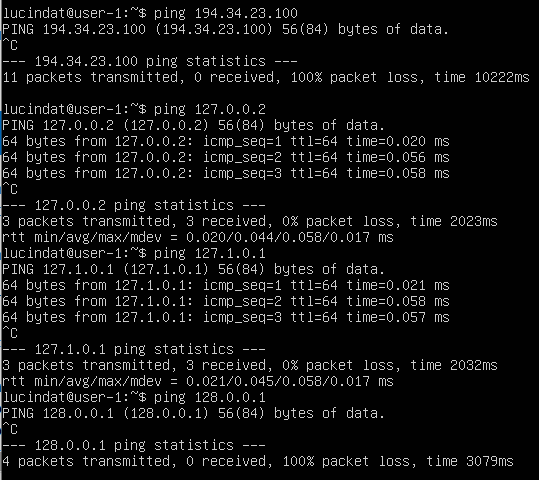 lucindat@user-1:~$ ping 194.34.23.100
PING 194.34.23.100 (194.34.23.100) 56(84) bytes of data.
^C
--- 194.34.23.100 ping statistics ---
11 packets transmitted, 0 received, 100% packet loss, time 10222ms

lucindat@user-1:~$ ping 127.0.0.2
PING 127.0.0.2 (127.0.0.2) 56(84) bytes of data.
64 bytes from 127.0.0.2: icmp_seq=1 ttl=64 time=0.020 ms
64 bytes from 127.0.0.2: icmp_seq=2 ttl=64 time=0.056 ms
64 bytes from 127.0.0.2: icmp_seq=3 ttl=64 time=0.058 ms
^C
--- 127.0.0.2 ping statistics ---
3 packets transmitted, 3 received, 0% packet loss, time 2023ms
rtt min/avg/max/mdev = 0.020/0.044/0.058/0.017 ms
lucindat@user-1:~$ ping 127.1.0.1
PING 127.1.0.1 (127.1.0.1) 56(84) bytes of data.
64 bytes from 127.1.0.1: icmp_seq=1 ttl=64 time=0.021 ms
64 bytes from 127.1.0.1: icmp_seq=2 ttl=64 time=0.058 ms
64 bytes from 127.1.0.1: icmp_seq=3 ttl=64 time=0.057 ms
^C
--- 127.1.0.1 ping statistics ---
3 packets transmitted, 3 received, 0% packet loss, time 2032ms
rtt min/avg/max/mdev = 0.021/0.045/0.058/0.017 ms
lucindat@user-1:~$ ping 128.0.0.1
PING 128.0.0.1 (128.0.0.1) 56(84) bytes of data.
^C
--- 128.0.0.1 ping statistics ---
4 packets transmitted, 0 received, 100% packet loss, time 3079ms